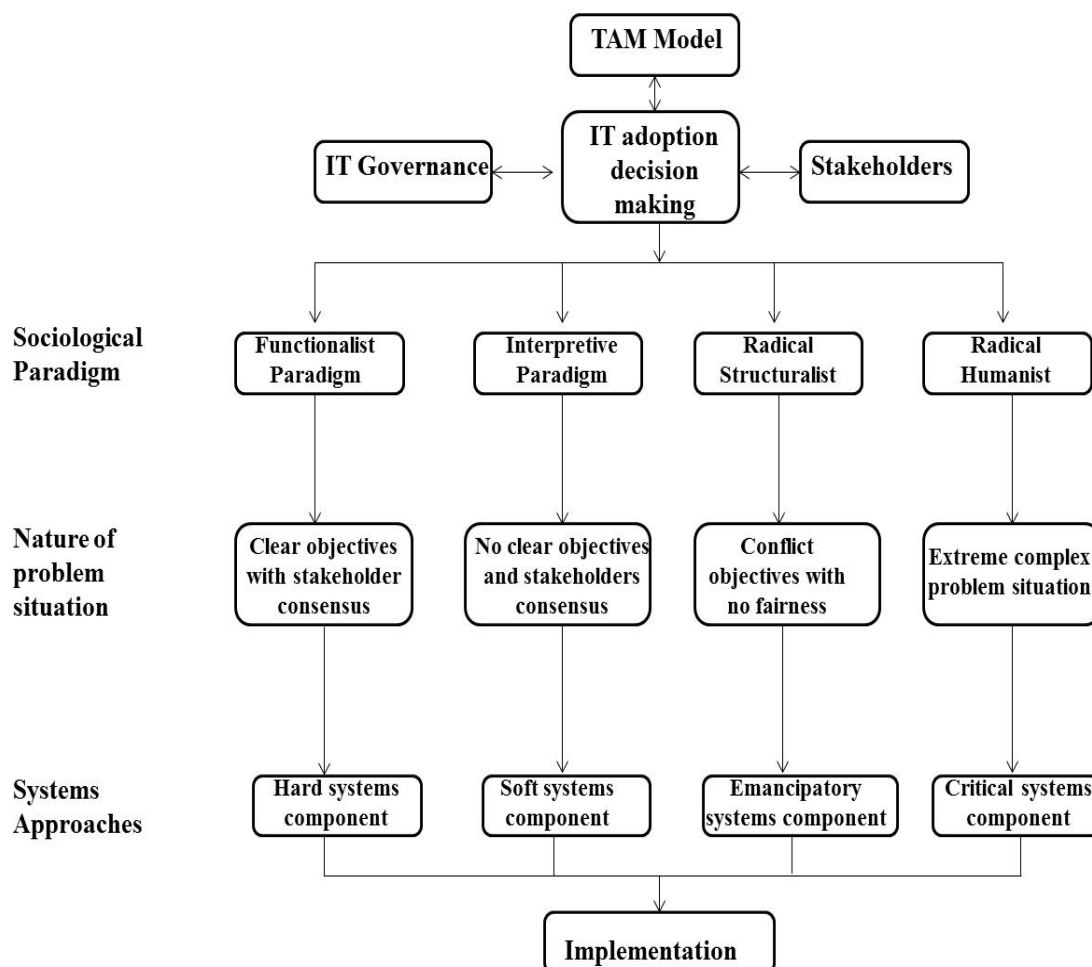 TAM Model
IT Governance
IT adoption
decision
making
Stakeholders
Sociological
Paradigm
Functionalist
Paradigm
Interpretive
Paradigm
Radical
Structuralist
Radical
Humanist
Nature of
problem
situation
Clear objectives
with stakeholder
consensus
No clear objectives
and stakeholders
consensus
Conflict
objectives with
no fairness
Extreme complex
problem situation
Systems
Approaches
Hard systems
component
Soft systems
component
Emancipatory
systems component
Critical systems
component
Implementation